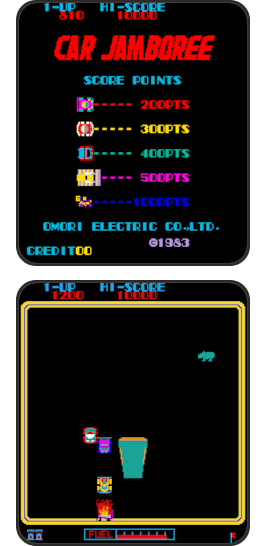 1-UP HI-SCORE
810 10000
CAR JAMBOREE
SCORE POINTS
200PTS
300PTS
400PTS
500PTS
1000PTS
OMORI ELECTRIC CO.,LTD.
©1983
CREDIT00
1-UP HI-SCORE
1200 10000
FUEL